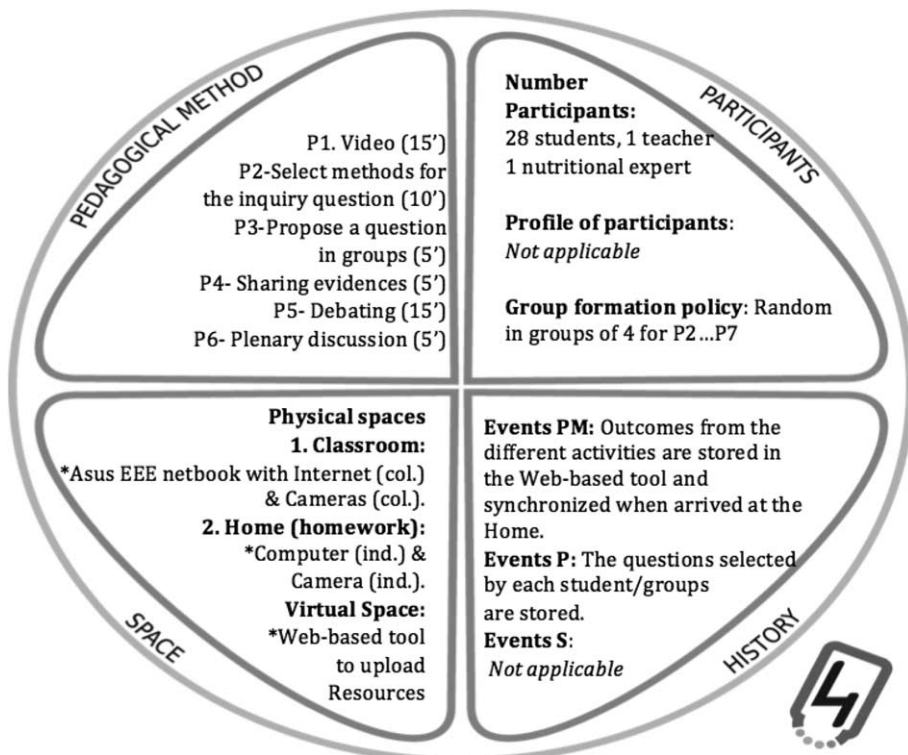 PEDAGOGICAL METHOD
P1. Video (15')
P2-Select methods for
the inquiry question (10')
P3-Propose a question
in groups (5')
P4- Sharing evidences (5')
P5- Debating (15')
P6- Plenary discussion (5')
PARTICIPANTS
Number
Participants:
28 students, 1 teacher
1 nutritional expert
Profile of participants:
Not applicable
Group formation policy: Random
in groups of 4 for P2...P7
SPACE
Physical spaces
1. Classroom:
*Asus EEE netbook with Internet (col.)
& Cameras (col.).
2. Home (homework):
*Computer (ind.) &
Camera (ind.).
Virtual Space:
*Web-based tool
to upload
Resources
HISTORY
Events PM: Outcomes from the
different activities are stored in
the Web-based tool and
synchronized when arrived at the
Home.
Events P: The questions selected
by each student/groups
are stored.
Events S:
Not applicable
4